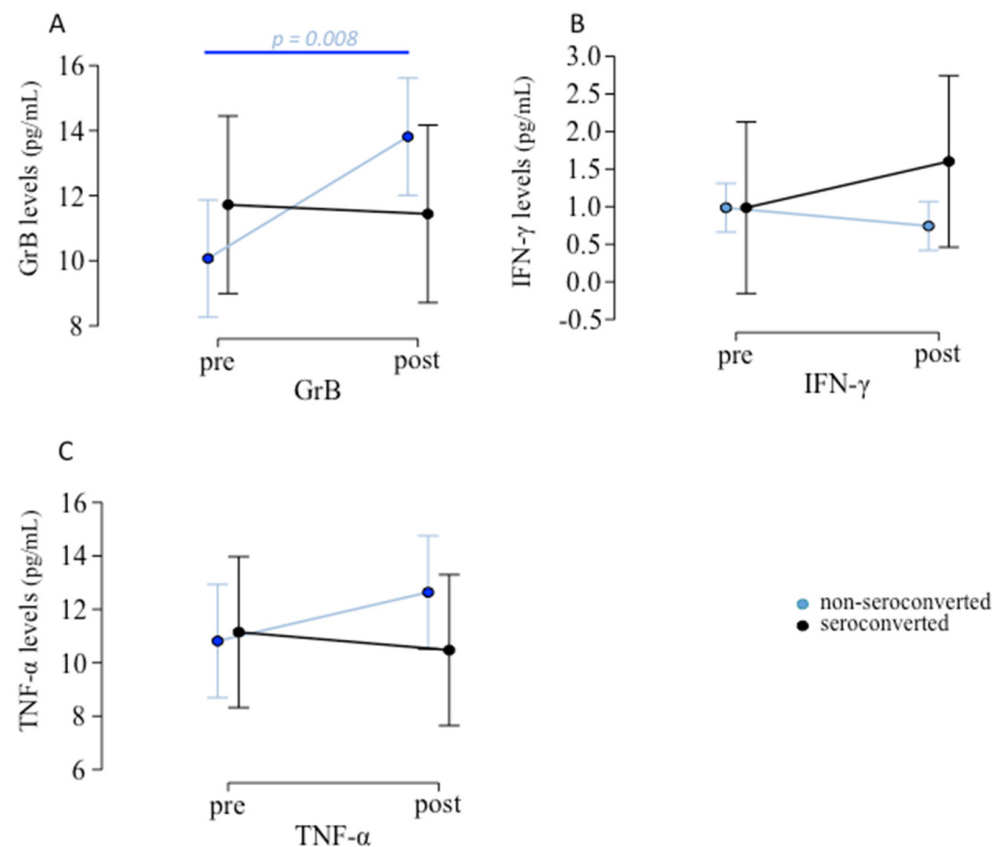 A
p = 0.008
GrB levels (pg/mL)
16
14
12
10
8
pre
post
GrB
B
IFN-γ levels (pg/mL)
3.0
2.5
2.0
1.5
1.0
0.5
0.0
-0.5
pre
post
IFN-γ
C
TNF-α levels (pg/mL)
16
14
12
10
8
6
pre
post
TNF-α
non-seroconverted
seroconverted